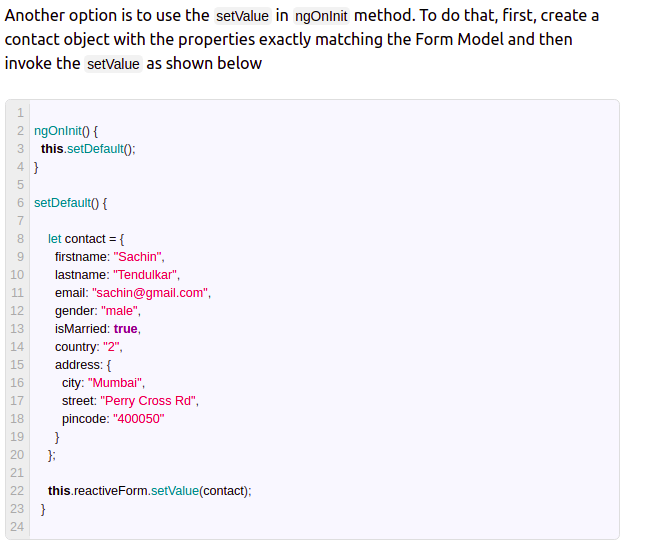 Another option is to use the setValue in ngOnInit method. To do that, first, create a
contact object with the properties exactly matching the Form Model and then
invoke the setValue as shown below
1
2 ngOnInit() {
3   this.setDefault();
4 }
5
6 setDefault() {
7
8     let contact = {
9       firstname: "Sachin",
10       lastname: "Tendulkar",
11       email: "sachin@gmail.com",
12       gender: "male",
13       isMarried: true,
14       country: "2",
15       address: {
16         city: "Mumbai",
17         street: "Perry Cross Rd",
18         pincode: "400050"
19       }
20     };
21
22     this.reactiveForm.setValue(contact);
23   }
24